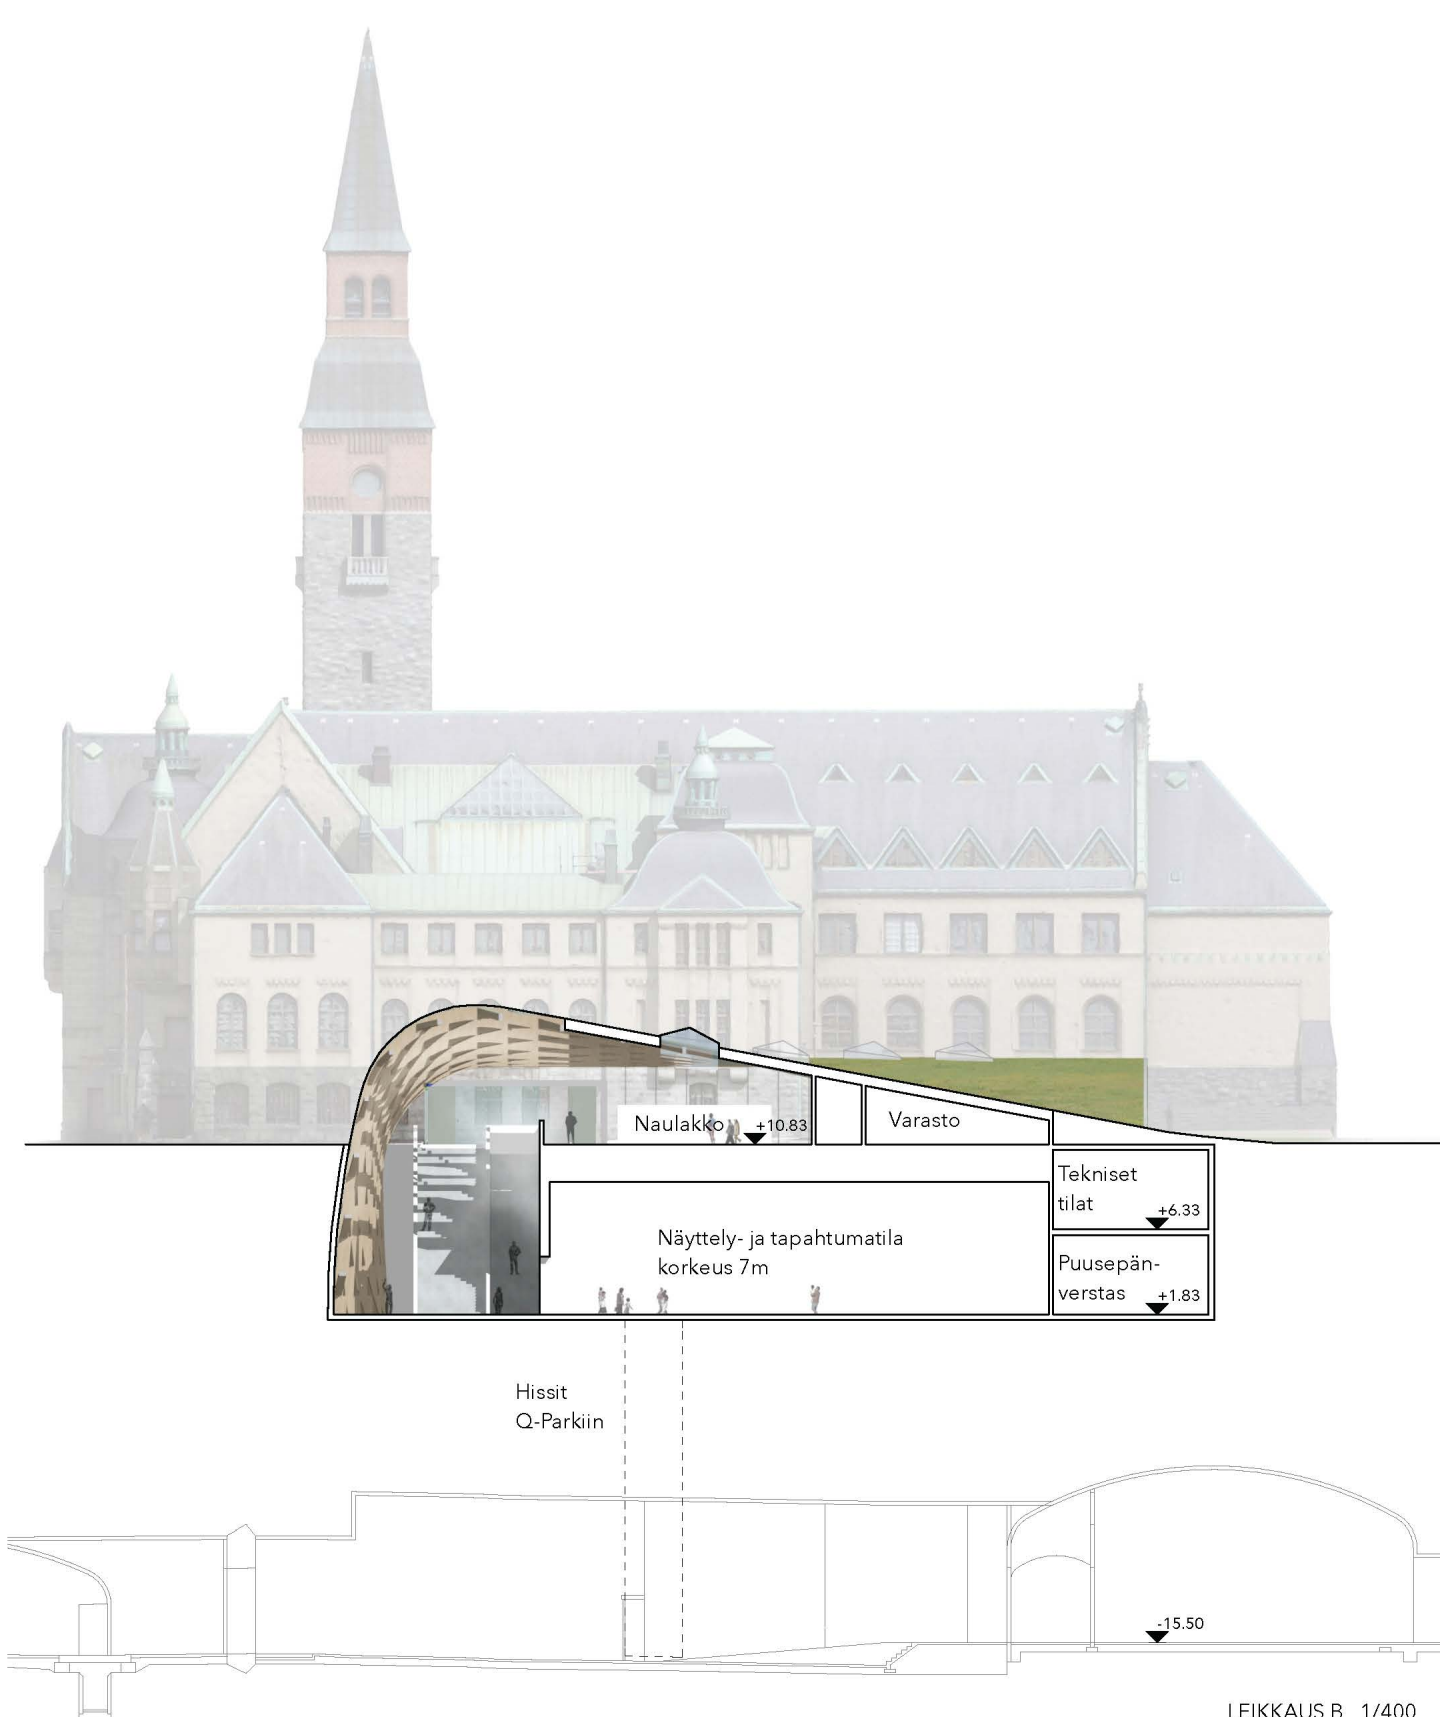 Naulakko
+10.83
Varasto
Tekniset
tilat
+6.33
Näyttely- ja tapahtumatila
korkeus 7m
Puusepän-
verstas
+1.83
Hissit
Q-Parkiin
-15.50
LEIKKAUS B 1/400